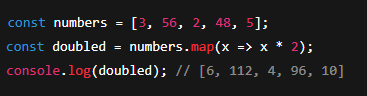 const numbers = [3, 56, 2, 48, 5];
const doubled = numbers.map(x => x * 2);
console.log(doubled); // [6, 112, 4, 96, 10]